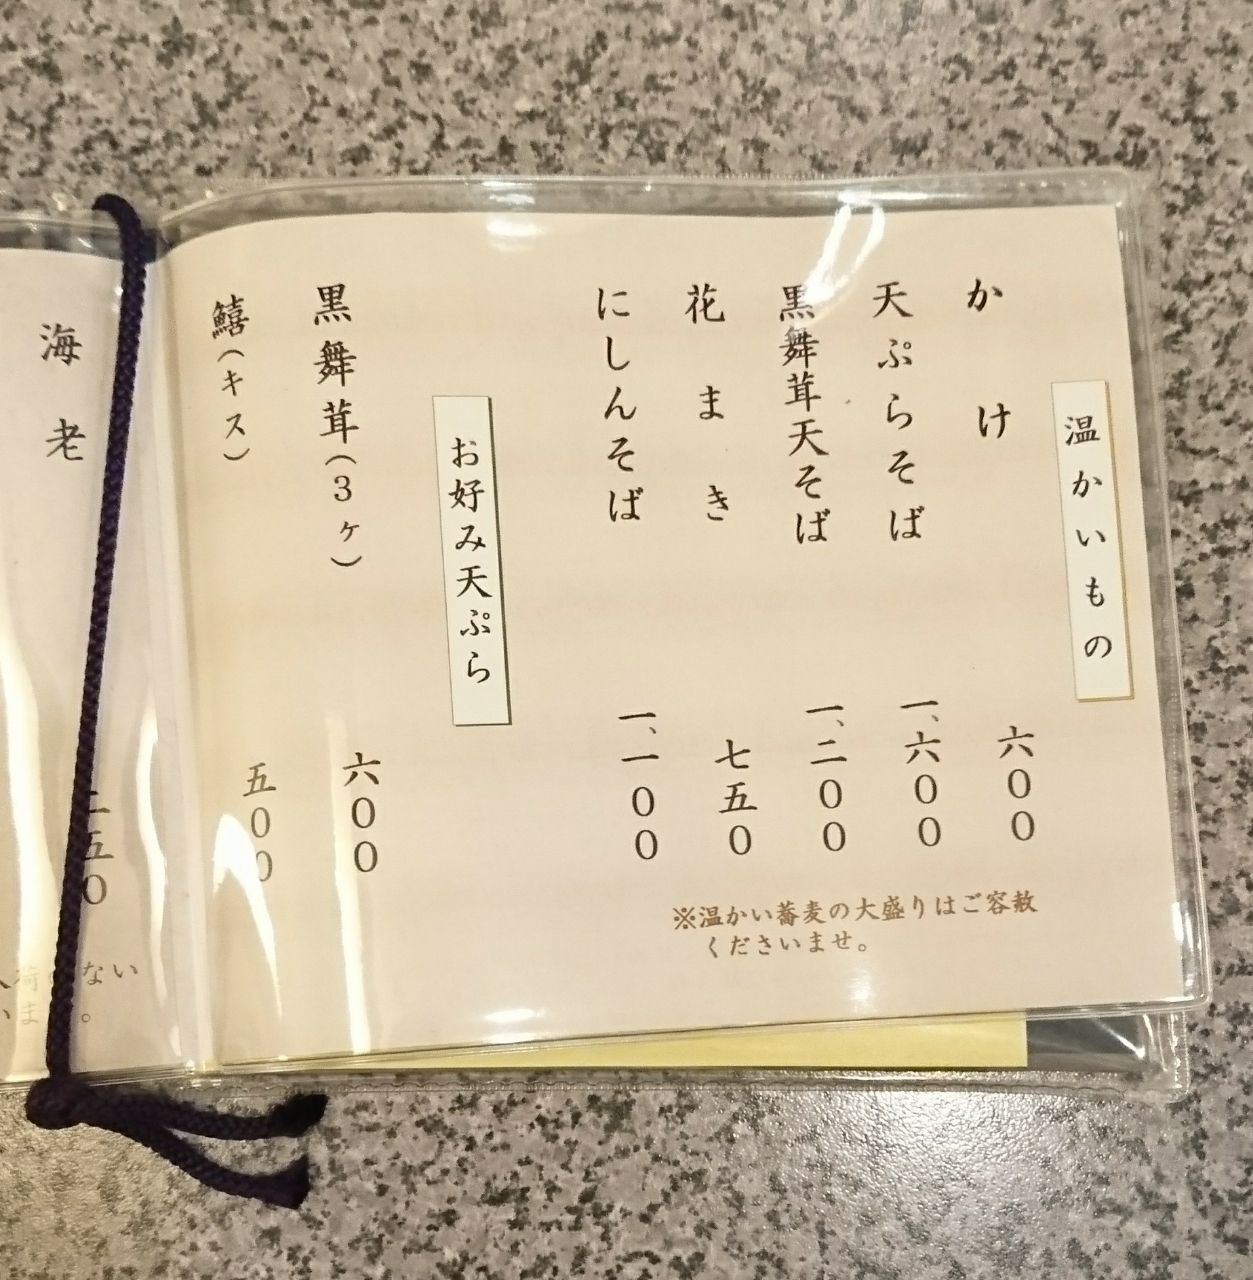 温かいもの
かけ 六〇〇
天ぷらそば 一、六〇〇
黒舞茸天そば 一、二〇〇
花まき 七五〇
にしんそば 一、一〇〇
※温かい蕎麦の大盛りはご容赦
くださいませ。
お好み天ぷら
黒舞茸(3ヶ) 六〇〇
鱚(キス) 五〇〇
海老
五〇
ない
。